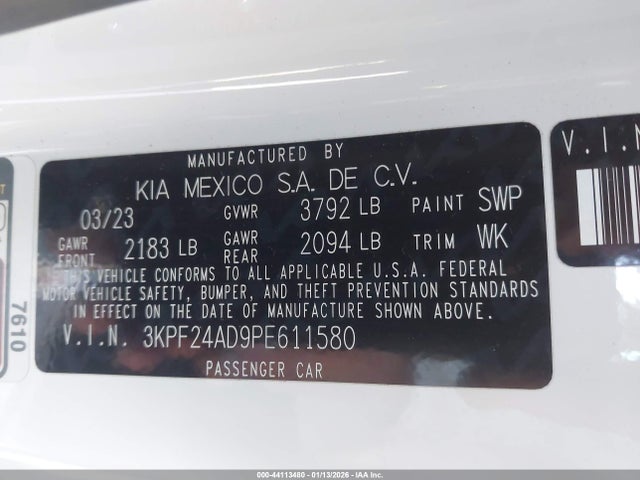 MANUFACTURED BY
KIA MEXICO S.A. DE C.V.
03/23 GVWR 3792 LB PAINT SWP
GAWR FRONT 2183 LB GAWR REAR 2094 LB TRIM WK
THIS VEHICLE CONFORMS TO ALL APPLICABLE U.S.A. FEDERAL
MOTOR VEHICLE SAFETY, BUMPER, AND THEFT PREVENTION STANDARDS
IN EFFECT ON THE DATE OF MANUFACTURE SHOWN ABOVE.
V.I.N. 3KPF24AD9PE611580
PASSENGER CAR
7610
V.I.N
000-44113480 - 01/13/2026 - IAA Inc.